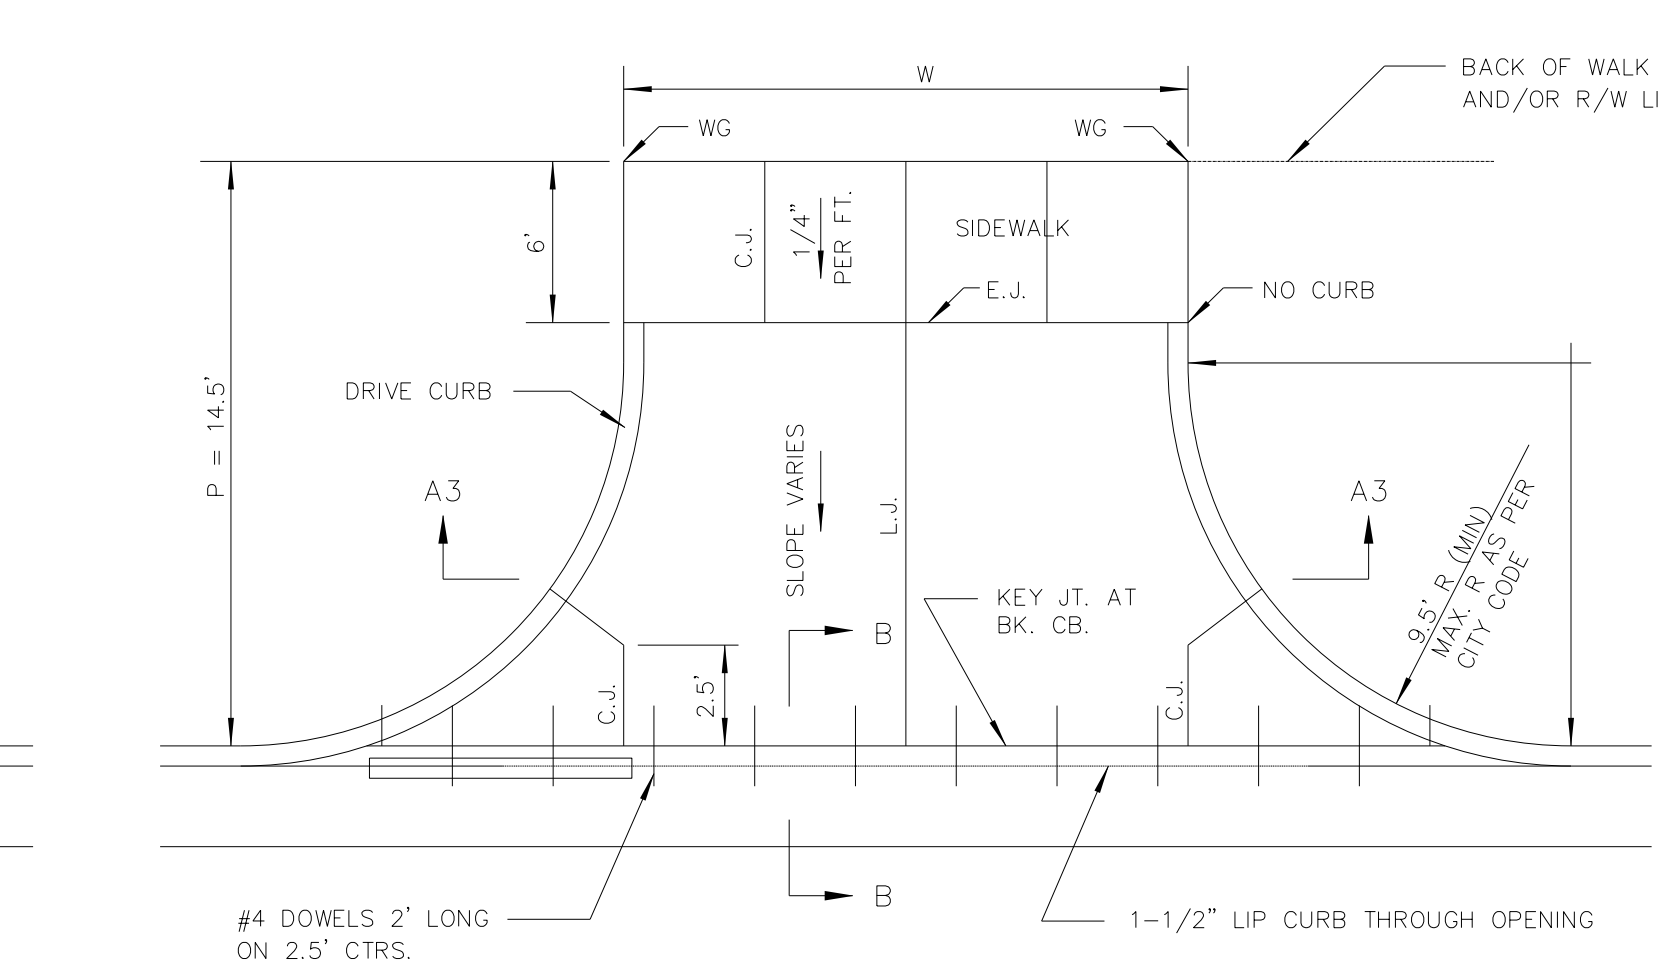 W
BACK OF WALK
AND/OR R/W
WG
WG
6'
C.J.
1/4"
PER FT.
SIDEWALK
E.J.
NO CURB
P = 14.5'
DRIVE CURB
SLOPE VARIES
L.J.
A3
A3
9.5' R (MIN)
MAX. R AS PER
CITY CODE
KEY JT. AT
BK. CB.
B
2.5'
C.J.
C.J.
B
#4 DOWELS 2' LONG
ON 2.5' CTRS.
1-1/2" LIP CURB THROUGH OPENING